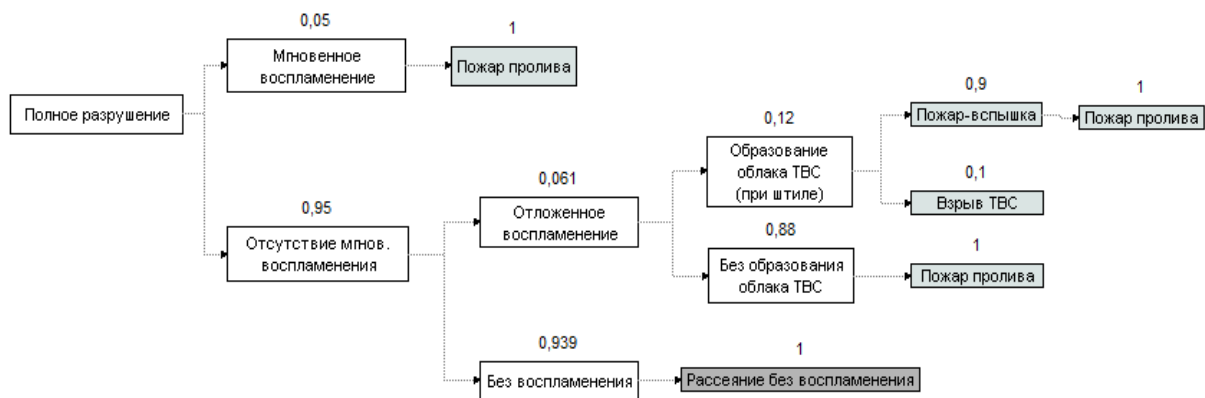 0,05
1
Мгновенное
воспламенение
Пожар пролива
Полное разрушение
0,9
1
Пожар-вспышка
Пожар пролива
0,12
Образование
облака ТВС
(при штиле)
0,1
Взрыв ТВС
0,061
Отложенное
воспламенение
0,95
Отсутствие мгнов.
воспламенения
0,88
Без образования
облака ТВС
1
Пожар пролива
0,939
Без воспламенения
1
Рассеяние без воспламенения